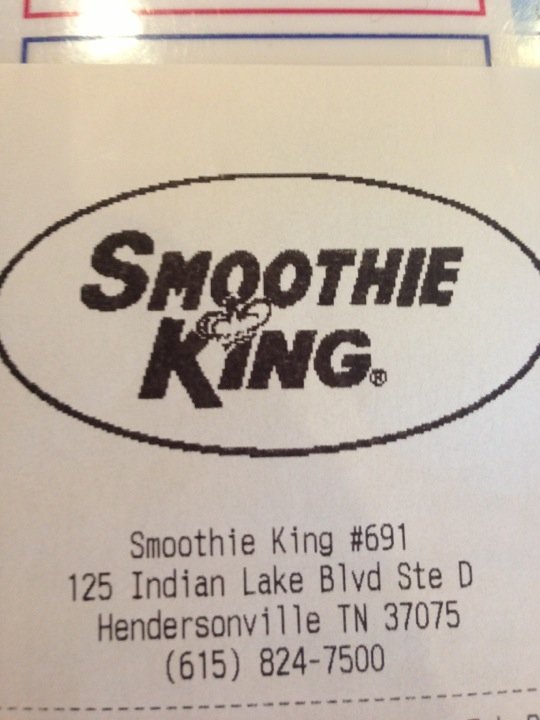 SMOOTHIE
KING®
Smoothie King #691
125 Indian Lake Blvd Ste D
Hendersonville TN 37075
(615) 824-7500